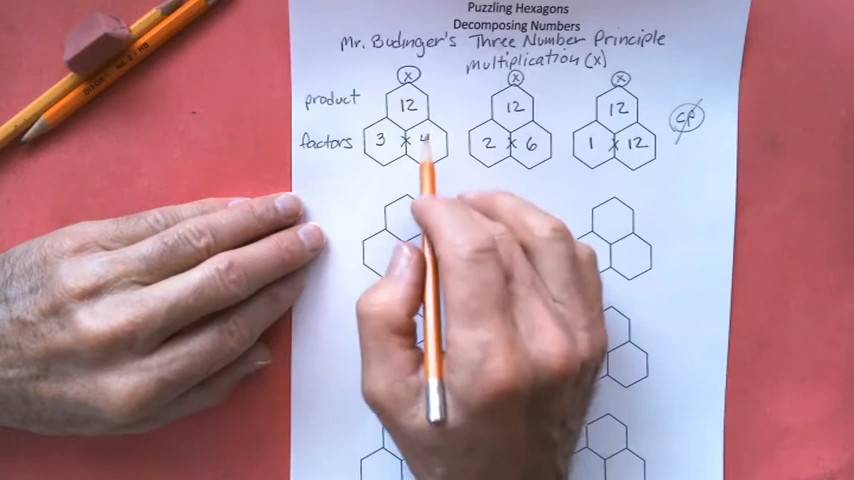 Puzzling Hexagons
Decomposing Numbers
Mr. Budinger's Three Number Principle
multiplication (x)
x x x
product 12 12 12
factors 3 x 4 2 x 6 1 x 12
CP